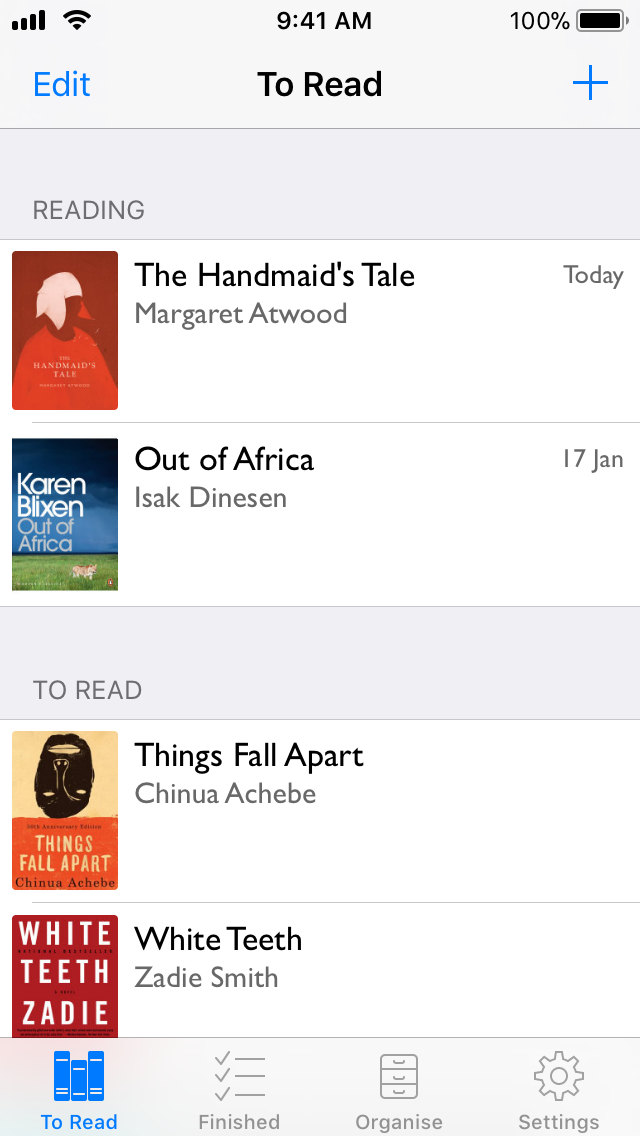 9:41 AM
100%
Edit
To Read
READING
THE
HANDMAID'S
TALE
MARGARET ATWOOD
The Handmaid's Tale
Today
Margaret Atwood
Karen
Blixen
Out of
Africa
Out of Africa
17 Jan
Isak Dinesen
TO READ
50th Anniversary Edition
THINGS
FALL APART
Chinua Achebe
Things Fall Apart
Chinua Achebe
WHITE
NATIONAL BESTSELLER
TEETH
A NOVEL
ZADIE
White Teeth
Zadie Smith
To Read
Finished
Organise
Settings